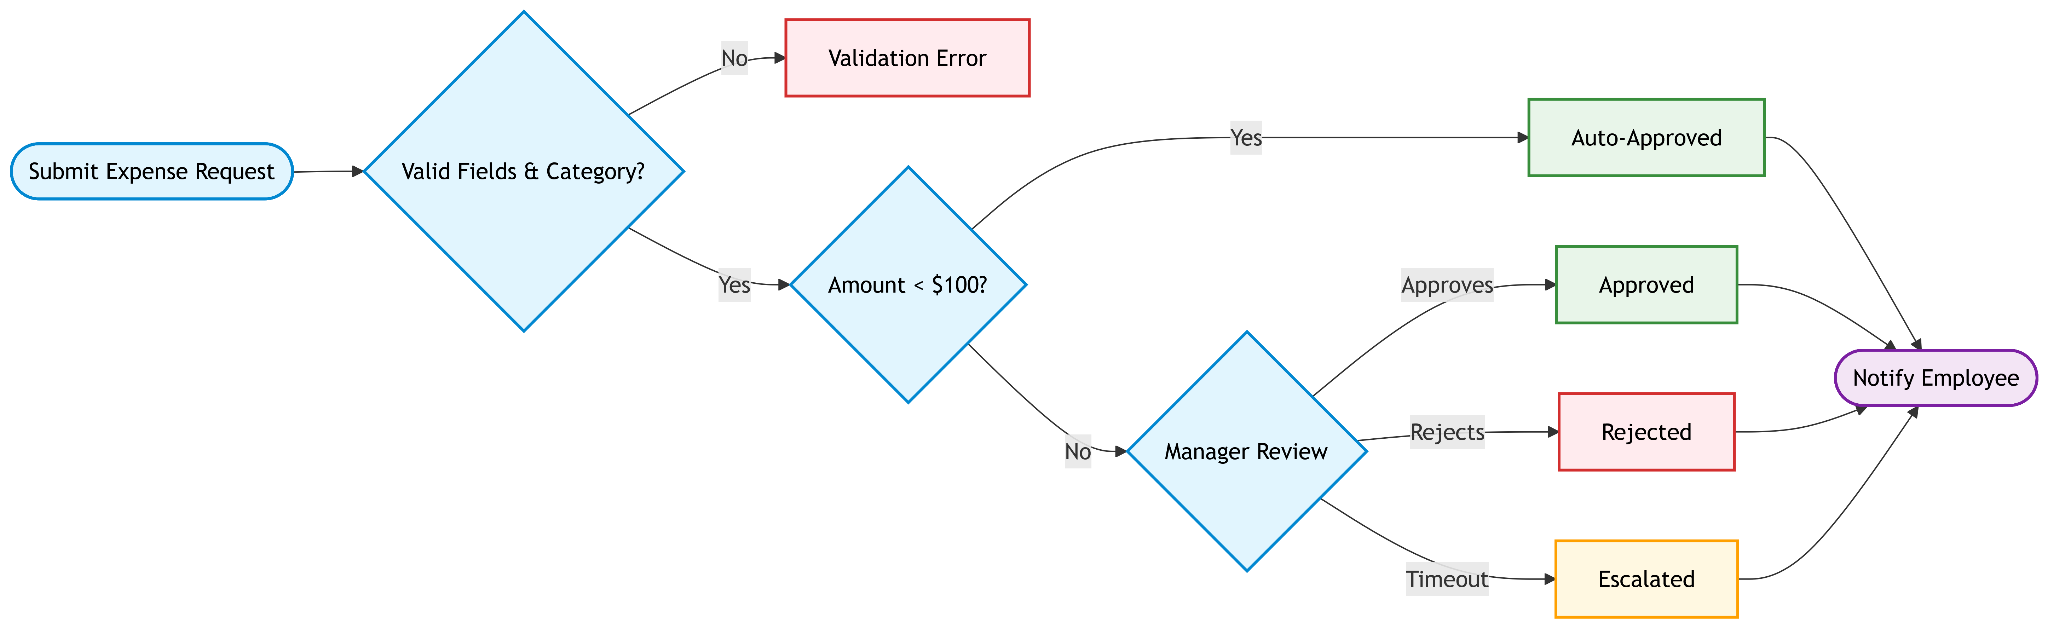 Submit Expense Request
Valid Fields & Category?
No
Validation Error
Yes
Amount < $100?
Yes
Auto-Approved
No
Manager Review
Approves
Approved
Rejects
Rejected
Timeout
Escalated
Notify Employee